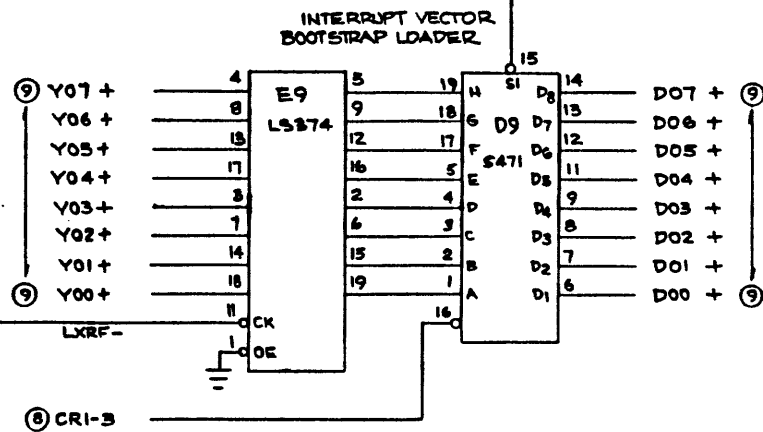 INTERRUPT VECTOR
BOOTSTRAP LOADER
15
S1
9 Y07 + 4 E9 5 19 H D8 14 D07 + 9
Y06 + 8 LS374 9 18 G D9 D7 13 D06 +
Y05 + 13 12 17 F S471 D6 12 D05 +
Y04 + 17 16 5 E D5 11 D04 +
Y03 + 3 2 4 D D4 9 D03 +
Y02 + 7 6 3 C D3 8 D02 +
Y01 + 14 15 2 B D2 7 D01 +
9 Y00 + 18 19 1 A D1 6 D00 + 9
LXRF- 11 CK 16
1 OE
8 CR1-3